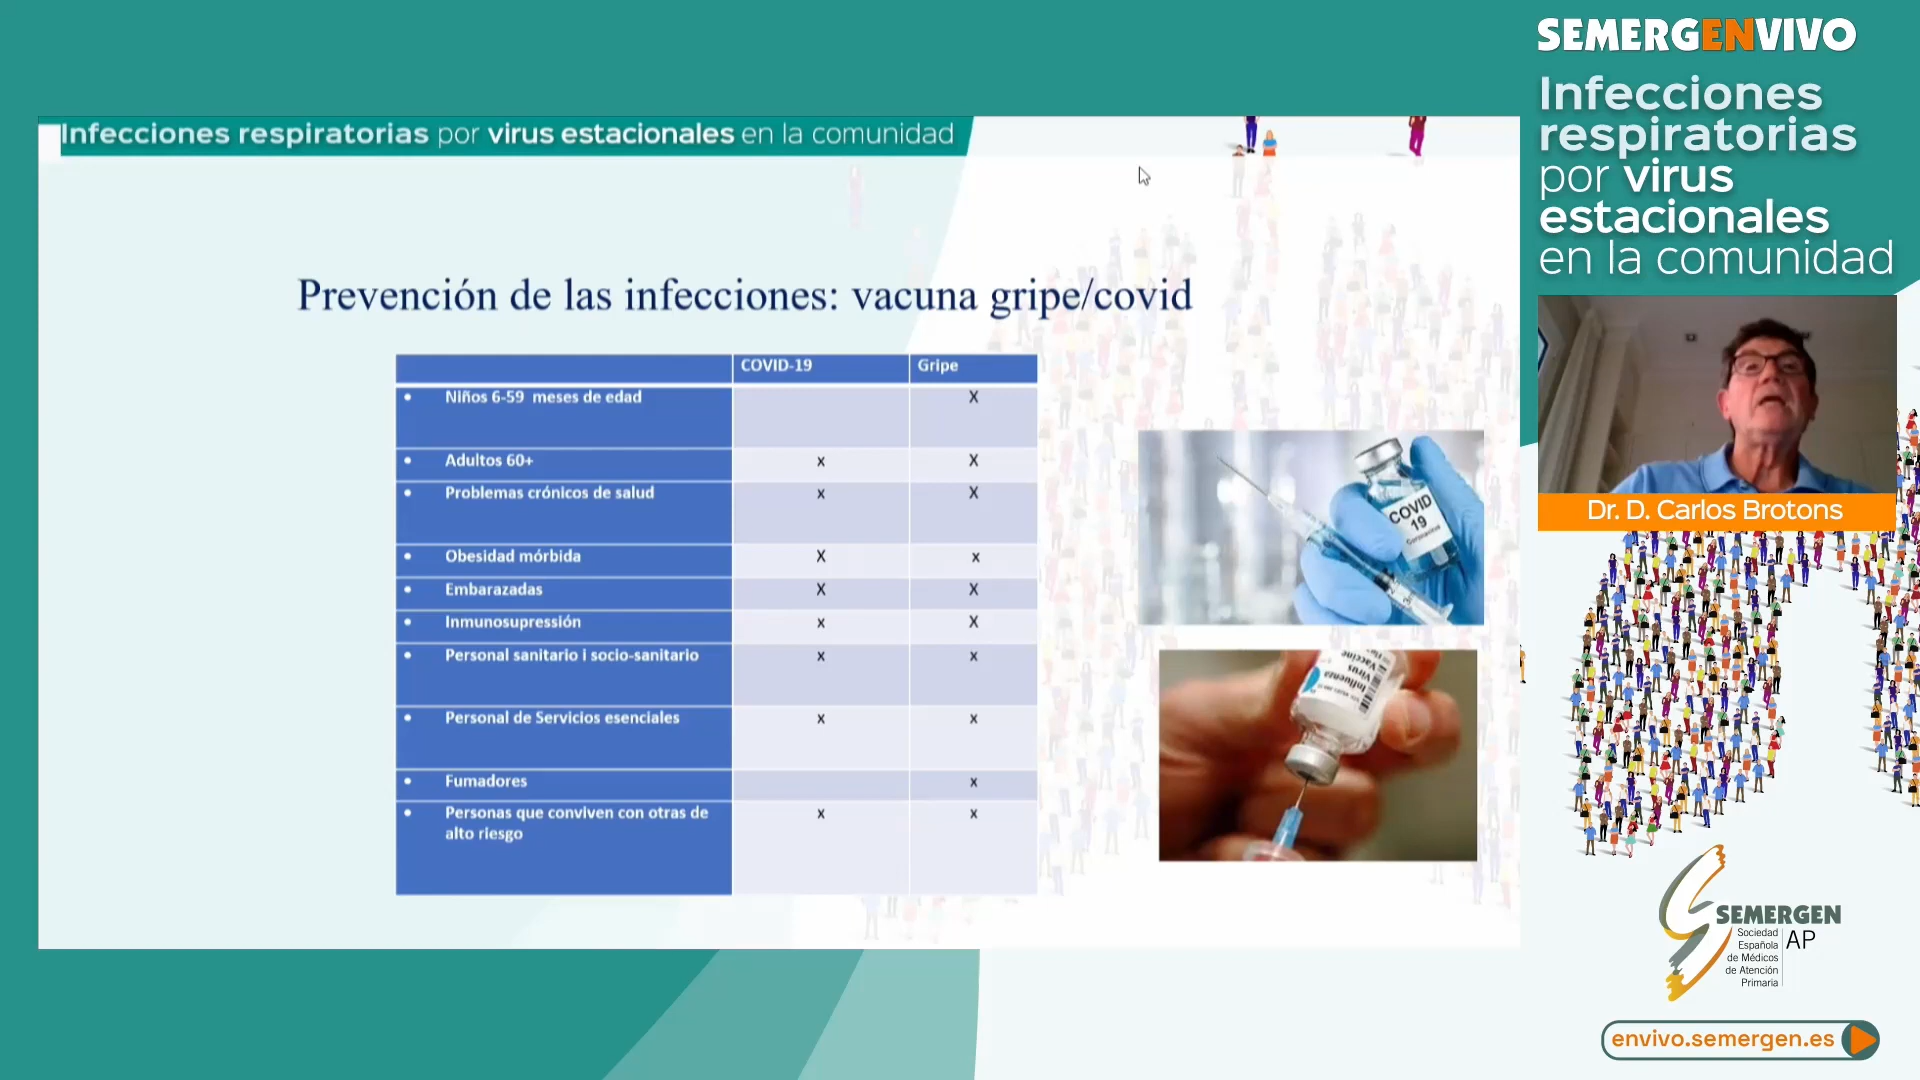 SEMERGENVIVO
Infecciones
respiratorias
por virus
estacionales
en la comunidad
Infecciones respiratorias por virus estacionales en la comunidad
Prevención de las infecciones: vacuna gripe/covid
COVID-19 Gripe
• Niños 6-59 meses de edad X
• Adultos 60+ x X
• Problemas crónicos de salud x X
• Obesidad mórbida X x
• Embarazadas X X
• Inmunosupressión x X
• Personal sanitario i socio-sanitario x x
• Personal de Servicios esenciales x x
• Fumadores x
• Personas que conviven con otras de x x
alto riesgo
COVID
19
Coronavirus
Influenza
Virus
Vaccine
Dr. D. Carlos Brotons
SEMERGEN
Sociedad
Española
de Médicos
de Atención
Primaria
AP
envivo.semergen.es